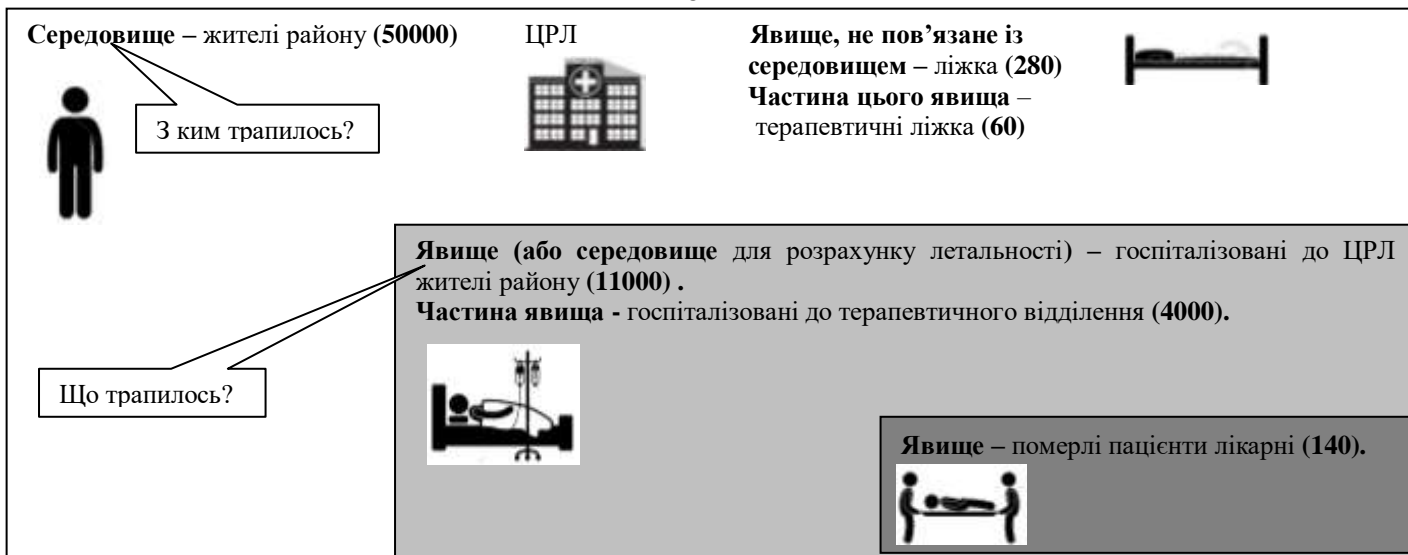 Середовище – жителі району (50000)
ЦРЛ
Явище, не пов’язане із
середовищем – ліжка (280)
Частина цього явища –
терапевтичні ліжка (60)
З ким трапилось?
Явище (або середовище для розрахунку летальності) – госпіталізовані до ЦРЛ
жителі району (11000) .
Частина явища - госпіталізовані до терапевтичного відділення (4000).
Що трапилось?
Явище – померлі пацієнти лікарні (140).